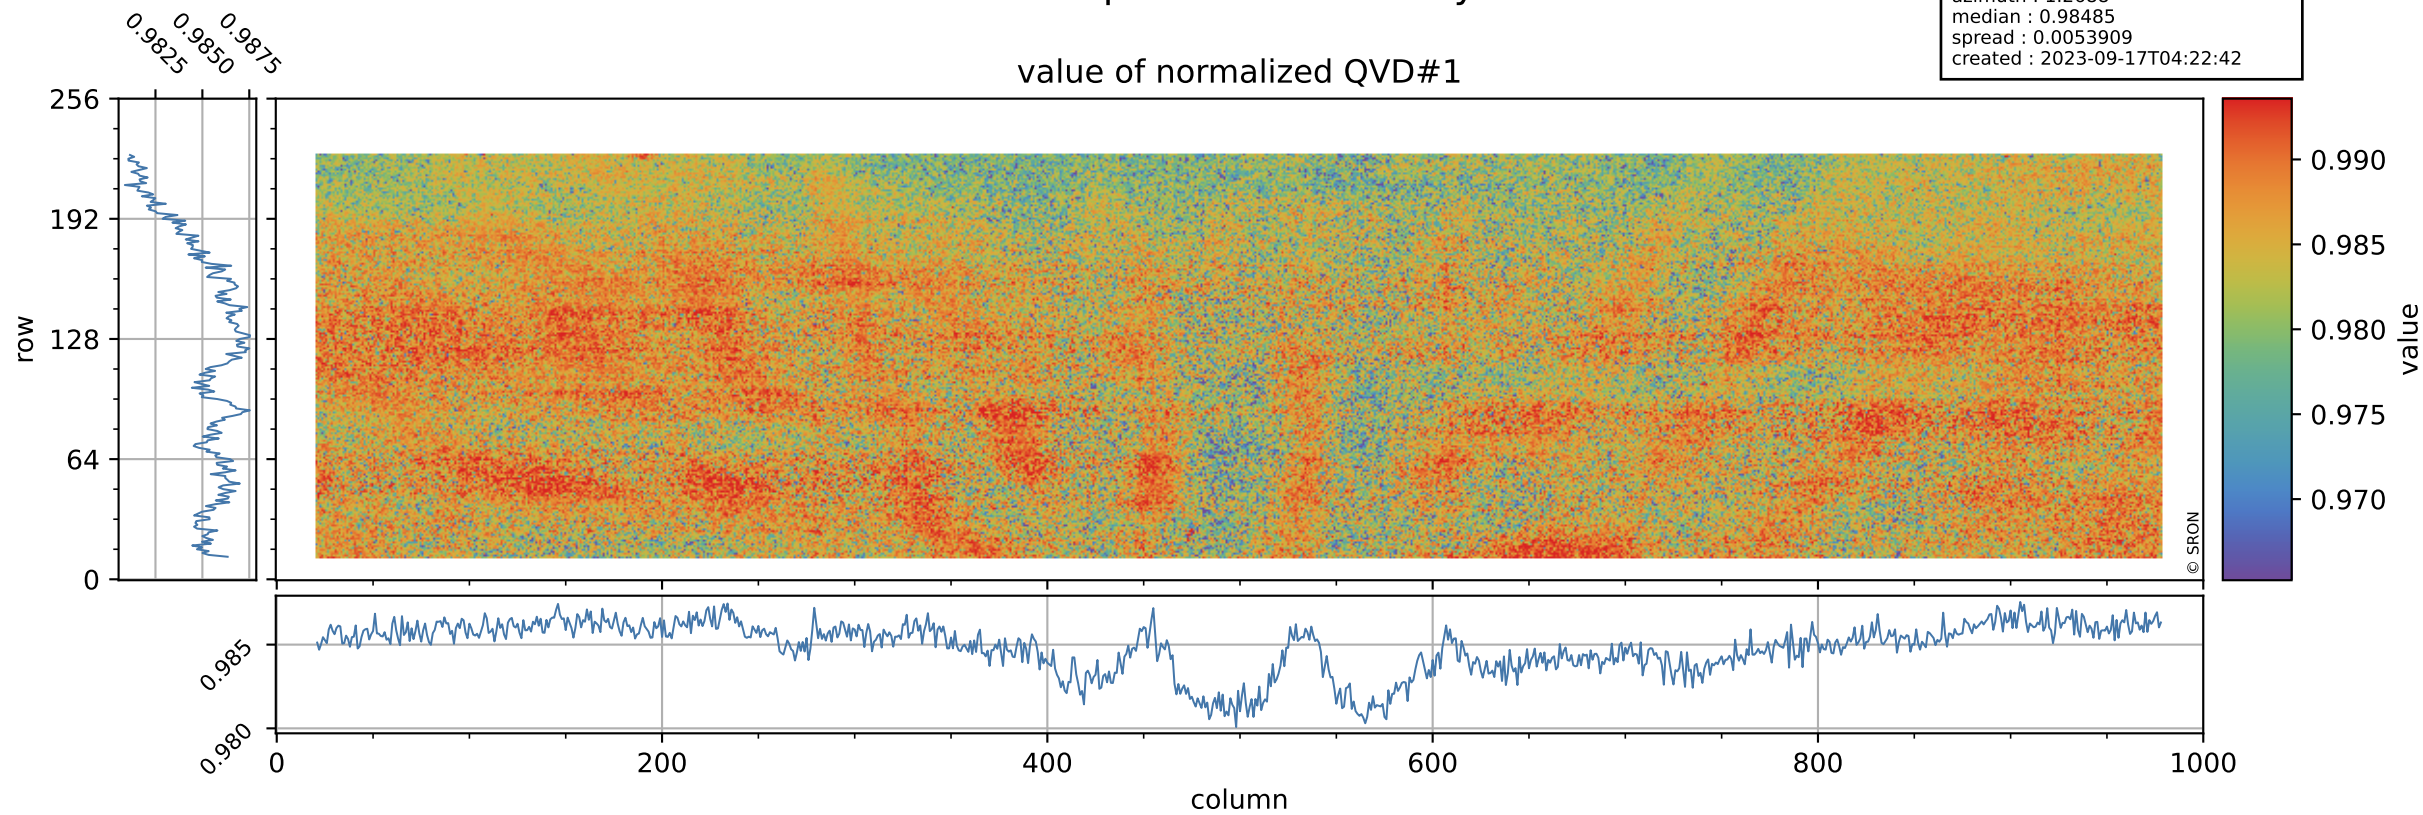 median : 0.98485
spread : 0.0053909
created : 2023-09-17T04:22:42
value of normalized QVD#1
0.9825
0.9850
0.9875
256
192
128
64
0
row
0.990
0.985
0.980
0.975
0.970
value
© SRON
0.985
0.980
0
200
400
600
800
1000
column